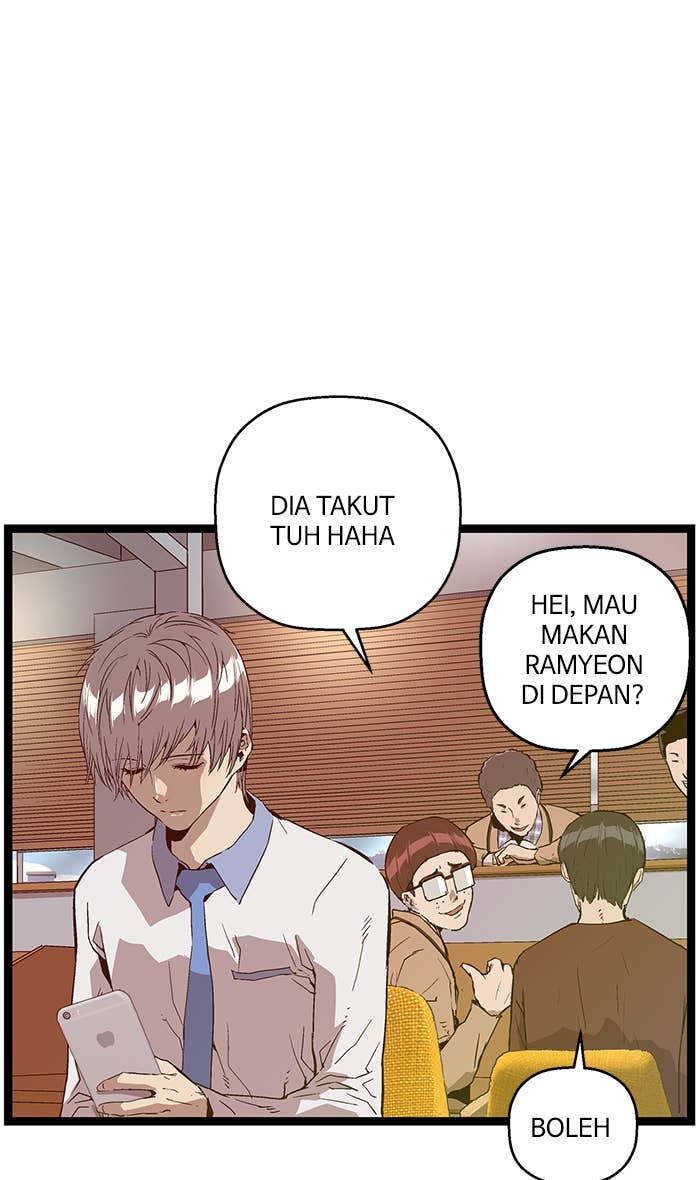 DIA TAKUT
TUH HAHA
HEI, MAU
MAKAN
RAMYEON
DI DEPAN?
BOLEH